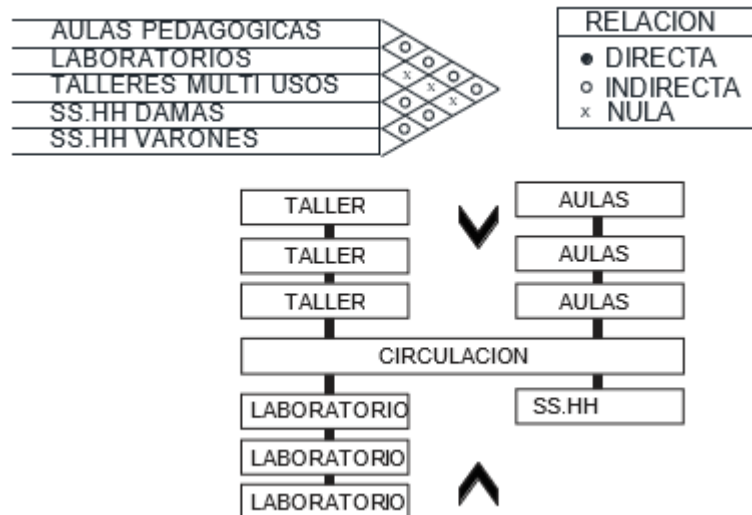 AULAS PEDAGOGICAS
LABORATORIOS
TALLERES MULTI USOS
SS.HH DAMAS
SS.HH VARONES
RELACION
DIRECTA
INDIRECTA
x NULA
TALLER
AULAS
TALLER
AULAS
TALLER
AULAS
CIRCULACION
LABORATORIO
SS.HH
LABORATORIO
LABORATORIO